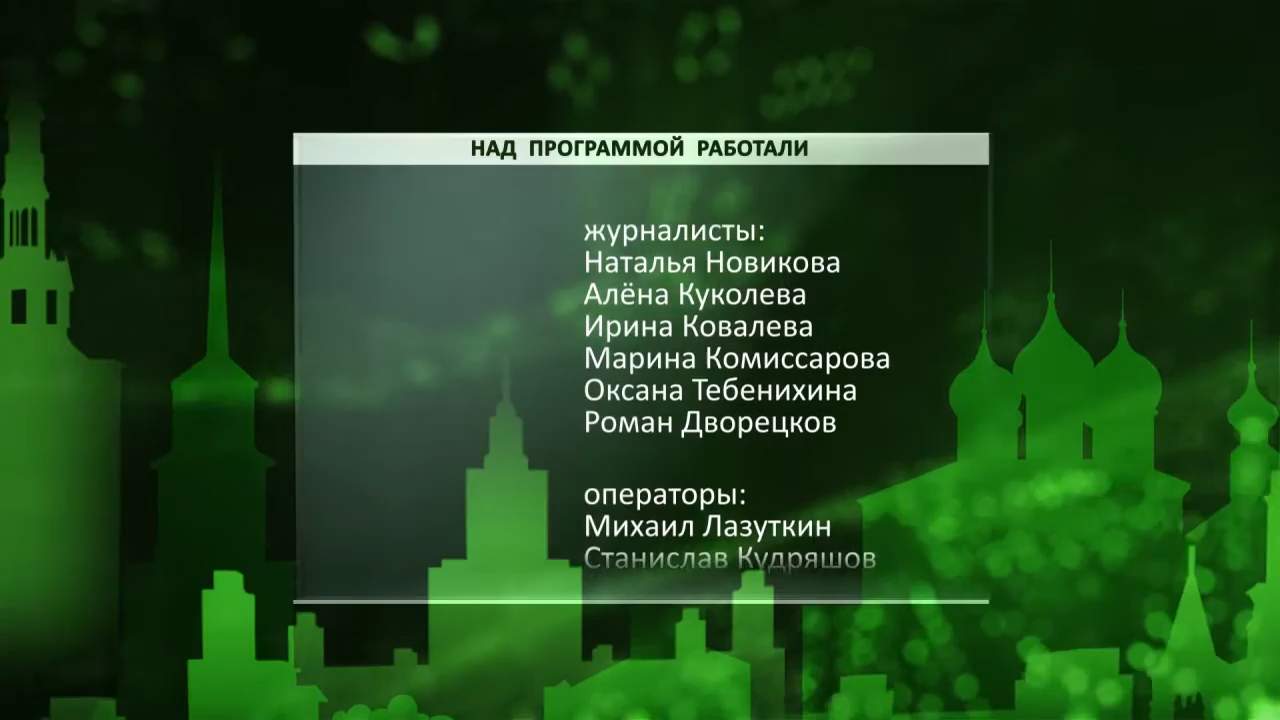 НАД ПРОГРАММОЙ РАБОТАЛИ
журналисты:
Наталья Новикова
Алёна Куколева
Ирина Ковалева
Марина Комиссарова
Оксана Тебенихина
Роман Дворецков
операторы:
Михаил Лазуткин
Станислав Кудряшов